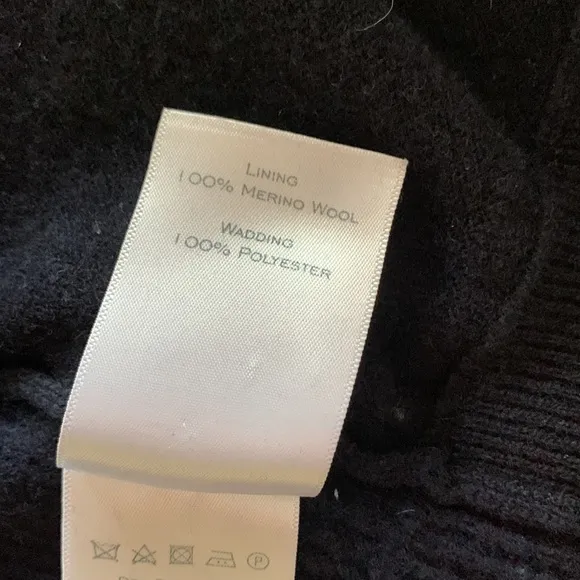 LINING
100% MERINO WOOL
WADDING
100% POLYESTER
P